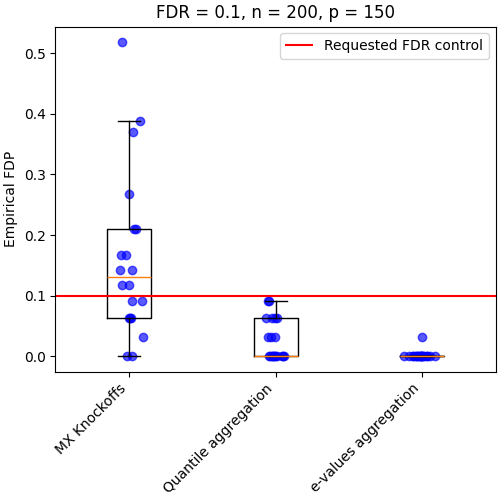 FDR = 0.1, n = 200, p = 150
Requested FDR control
Empirical FDP
0.5
0.4
0.3
0.2
0.1
0.0
MX Knockoffs
Quantile aggregation
e-values aggregation